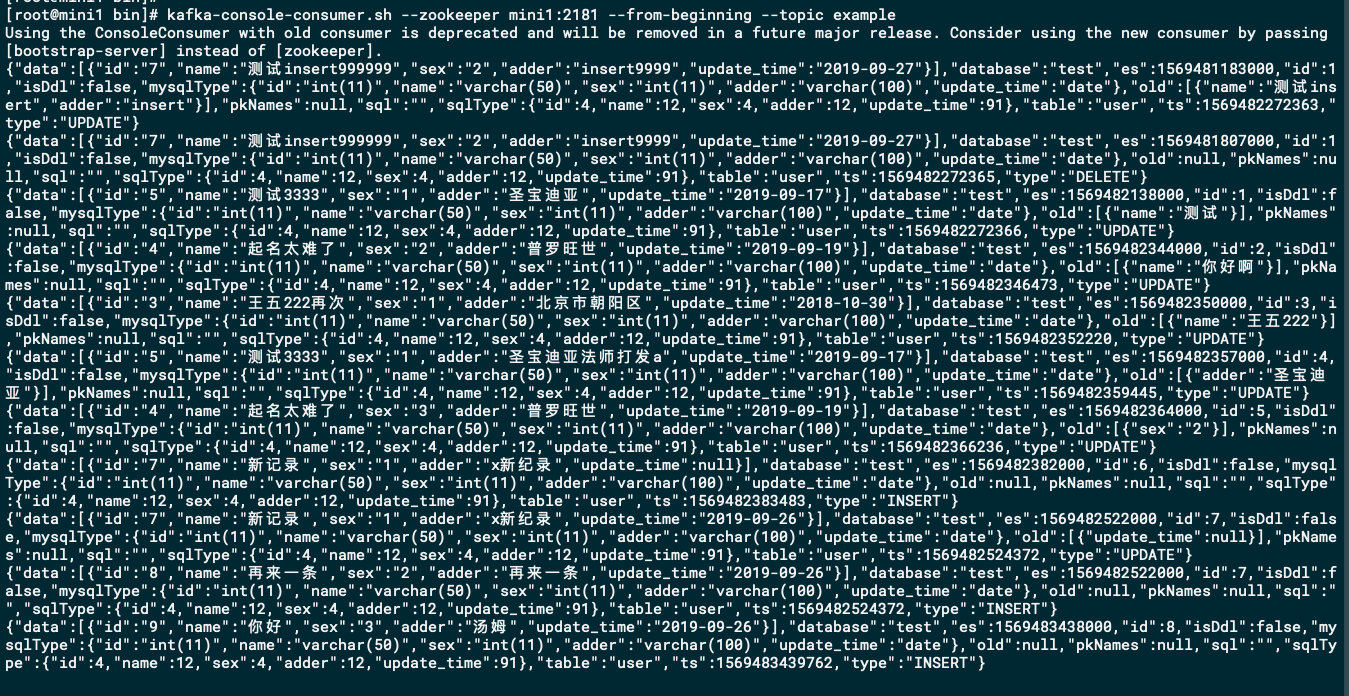 [root@mini1 bin]# kafka-console-consumer.sh --zookeeper mini1:2181 --from-beginning --topic example
Using the ConsoleConsumer with old consumer is deprecated and will be removed in a future major release. Consider using the new consumer by passing
[bootstrap-server] instead of [zookeeper].
{"data":[{"id":"7","name":"测试insert999999","sex":"2","adder":"insert9999","update_time":"2019-09-27"}],"database":"test","es":1569481183000,"id":1
,"isDdl":false,"mysqlType":{"id":"int(11)","name":"varchar(50)","sex":"int(11)","adder":"varchar(100)","update_time":"date"},"old":[{"name":"测试ins
ert","adder":"insert"}],"pkNames":null,"sql":"","sqlType":{"id":4,"name":12,"sex":4,"adder":12,"update_time":91},"table":"user","ts":1569482272363,"
type":"UPDATE"}
{"data":[{"id":"7","name":"测试insert999999","sex":"2","adder":"insert9999","update_time":"2019-09-27"}],"database":"test","es":1569481807000,"id":1
,"isDdl":false,"mysqlType":{"id":"int(11)","name":"varchar(50)","sex":"int(11)","adder":"varchar(100)","update_time":"date"},"old":null,"pkNames":nu
ll,"sql":"","sqlType":{"id":4,"name":12,"sex":4,"adder":12,"update_time":91},"table":"user","ts":1569482272365,"type":"DELETE"}
{"data":[{"id":"5","name":"测试3333","sex":"1","adder":"圣宝迪亚","update_time":"2019-09-17"}],"database":"test","es":1569482138000,"id":1,"isDdl":f
alse,"mysqlType":{"id":"int(11)","name":"varchar(50)","sex":"int(11)","adder":"varchar(100)","update_time":"date"},"old":[{"name":"测试"}],"pkNames"
:null,"sql":"","sqlType":{"id":4,"name":12,"sex":4,"adder":12,"update_time":91},"table":"user","ts":1569482272366,"type":"UPDATE"}
{"data":[{"id":"4","name":"起名太难了","sex":"2","adder":"普罗旺世","update_time":"2019-09-19"}],"database":"test","es":1569482344000,"id":2,"isDdl"
:false,"mysqlType":{"id":"int(11)","name":"varchar(50)","sex":"int(11)","adder":"varchar(100)","update_time":"date"},"old":[{"name":"你好啊"}],"pkNa
mes":null,"sql":"","sqlType":{"id":4,"name":12,"sex":4,"adder":12,"update_time":91},"table":"user","ts":1569482346473,"type":"UPDATE"}
{"data":[{"id":"3","name":"王五222再次","sex":"1","adder":"北京市朝阳区","update_time":"2018-10-30"}],"database":"test","es":1569482350000,"id":3,"i
sDdl":false,"mysqlType":{"id":"int(11)","name":"varchar(50)","sex":"int(11)","adder":"varchar(100)","update_time":"date"},"old":[{"name":"王五222"}]
,"pkNames":null,"sql":"","sqlType":{"id":4,"name":12,"sex":4,"adder":12,"update_time":91},"table":"user","ts":1569482352220,"type":"UPDATE"}
{"data":[{"id":"5","name":"测试3333","sex":"1","adder":"圣宝迪亚法师打发a","update_time":"2019-09-17"}],"database":"test","es":1569482357000,"id":4,
"isDdl":false,"mysqlType":{"id":"int(11)","name":"varchar(50)","sex":"int(11)","adder":"varchar(100)","update_time":"date"},"old":[{"adder":"圣宝迪
亚"}],"pkNames":null,"sql":"","sqlType":{"id":4,"name":12,"sex":4,"adder":12,"update_time":91},"table":"user","ts":1569482359445,"type":"UPDATE"}
{"data":[{"id":"4","name":"起名太难了","sex":"3","adder":"普罗旺世","update_time":"2019-09-19"}],"database":"test","es":1569482364000,"id":5,"isDdl"
:false,"mysqlType":{"id":"int(11)","name":"varchar(50)","sex":"int(11)","adder":"varchar(100)","update_time":"date"},"old":[{"sex":"2"}],"pkNames":n
ull,"sql":"","sqlType":{"id":4,"name":12,"sex":4,"adder":12,"update_time":91},"table":"user","ts":1569482366236,"type":"UPDATE"}
{"data":[{"id":"7","name":"新记录","sex":"1","adder":"x新纪录","update_time":null}],"database":"test","es":1569482382000,"id":6,"isDdl":false,"mysql
Type":{"id":"int(11)","name":"varchar(50)","sex":"int(11)","adder":"varchar(100)","update_time":"date"},"old":null,"pkNames":null,"sql":"","sqlType"
:{"id":4,"name":12,"sex":4,"adder":12,"update_time":91},"table":"user","ts":1569482383483,"type":"INSERT"}
{"data":[{"id":"7","name":"新记录","sex":"1","adder":"x新纪录","update_time":"2019-09-26"}],"database":"test","es":1569482522000,"id":7,"isDdl":fals
e,"mysqlType":{"id":"int(11)","name":"varchar(50)","sex":"int(11)","adder":"varchar(100)","update_time":"date"},"old":[{"update_time":null}],"pkName
s":null,"sql":"","sqlType":{"id":4,"name":12,"sex":4,"adder":12,"update_time":91},"table":"user","ts":1569482524372,"type":"UPDATE"}
{"data":[{"id":"8","name":"再来一条","sex":"2","adder":"再来一条","update_time":"2019-09-26"}],"database":"test","es":1569482522000,"id":7,"isDdl":f
alse,"mysqlType":{"id":"int(11)","name":"varchar(50)","sex":"int(11)","adder":"varchar(100)","update_time":"date"},"old":null,"pkNames":null,"sql":"
","sqlType":{"id":4,"name":12,"sex":4,"adder":12,"update_time":91},"table":"user","ts":1569482524372,"type":"INSERT"}
{"data":[{"id":"9","name":"你好","sex":"3","adder":"汤姆","update_time":"2019-09-26"}],"database":"test","es":1569483438000,"id":8,"isDdl":false,"my
sqlType":{"id":"int(11)","name":"varchar(50)","sex":"int(11)","adder":"varchar(100)","update_time":"date"},"old":null,"pkNames":null,"sql":"","sqlTy
pe":{"id":4,"name":12,"sex":4,"adder":12,"update_time":91},"table":"user","ts":1569483439762,"type":"INSERT"}